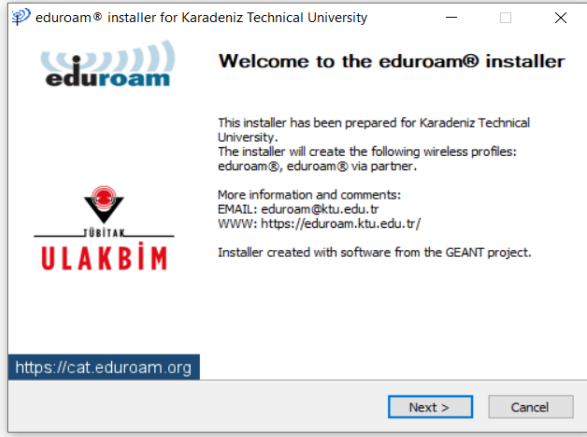 eduroam® installer for Karadeniz Technical University
eduroam
Welcome to the eduroam® installer
This installer has been prepared for Karadeniz Technical
University.
The installer will create the following wireless profiles:
eduroam®, eduroam® via partner.
More information and comments:
EMAIL: eduroam@ktu.edu.tr
WWW: https://eduroam.ktu.edu.tr/
Installer created with software from the GEANT project.
TÜBİTAK
ULAKBİM
https://cat.eduroam.org
Next >
Cancel